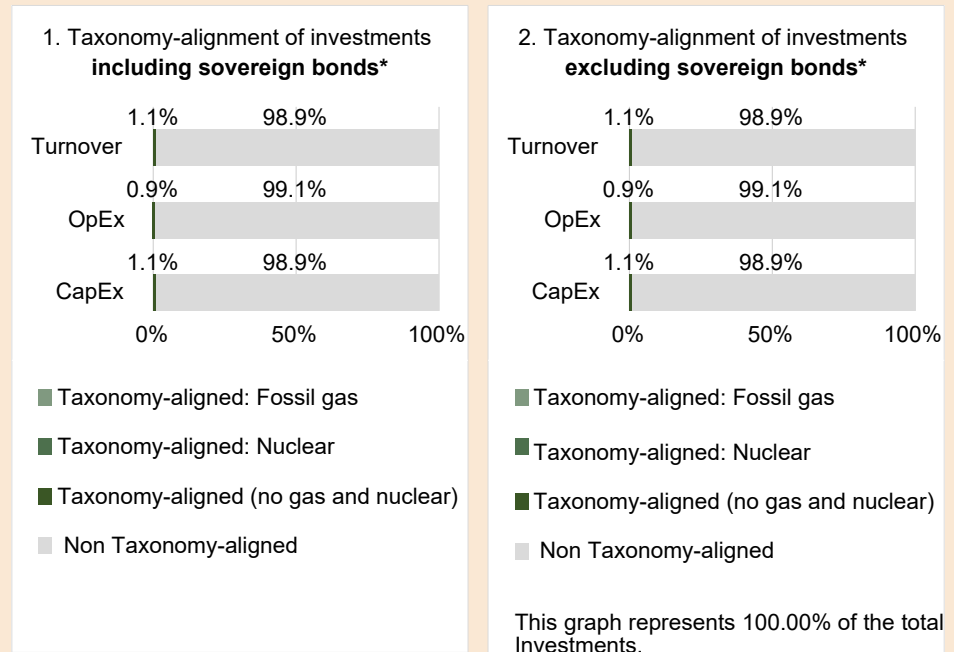 1. Taxonomy-alignment of investments
including sovereign bonds*
1.1% 98.9%
Turnover
0.9% 99.1%
OpEx
1.1% 98.9%
CapEx
0% 50% 100%
Taxonomy-aligned: Fossil gas
Taxonomy-aligned: Nuclear
Taxonomy-aligned (no gas and nuclear)
Non Taxonomy-aligned
2. Taxonomy-alignment of investments
excluding sovereign bonds*
1.1% 98.9%
Turnover
0.9% 99.1%
OpEx
1.1% 98.9%
CapEx
0% 50% 100%
Taxonomy-aligned: Fossil gas
Taxonomy-aligned: Nuclear
Taxonomy-aligned (no gas and nuclear)
Non Taxonomy-aligned
This graph represents 100.00% of the total
Investments.